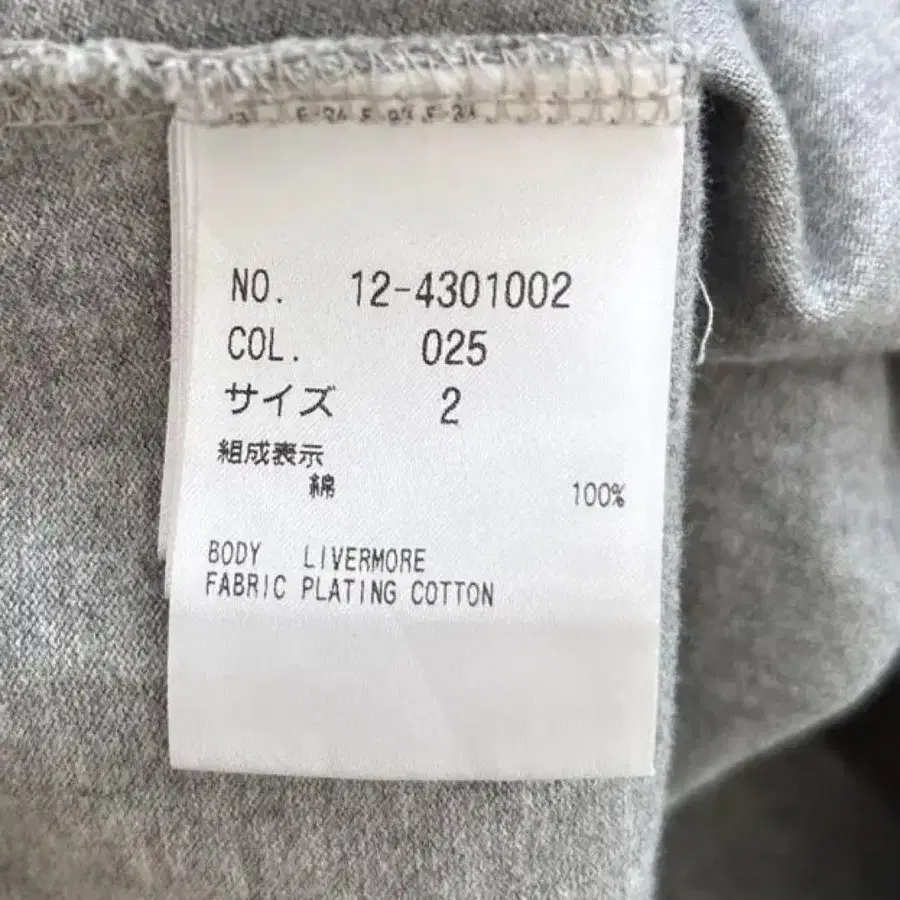 NO. 12-4301002
COL. 025
サイズ 2
組成表示
綿 100%
BODY LIVERMORE
FABRIC PLATING COTTON